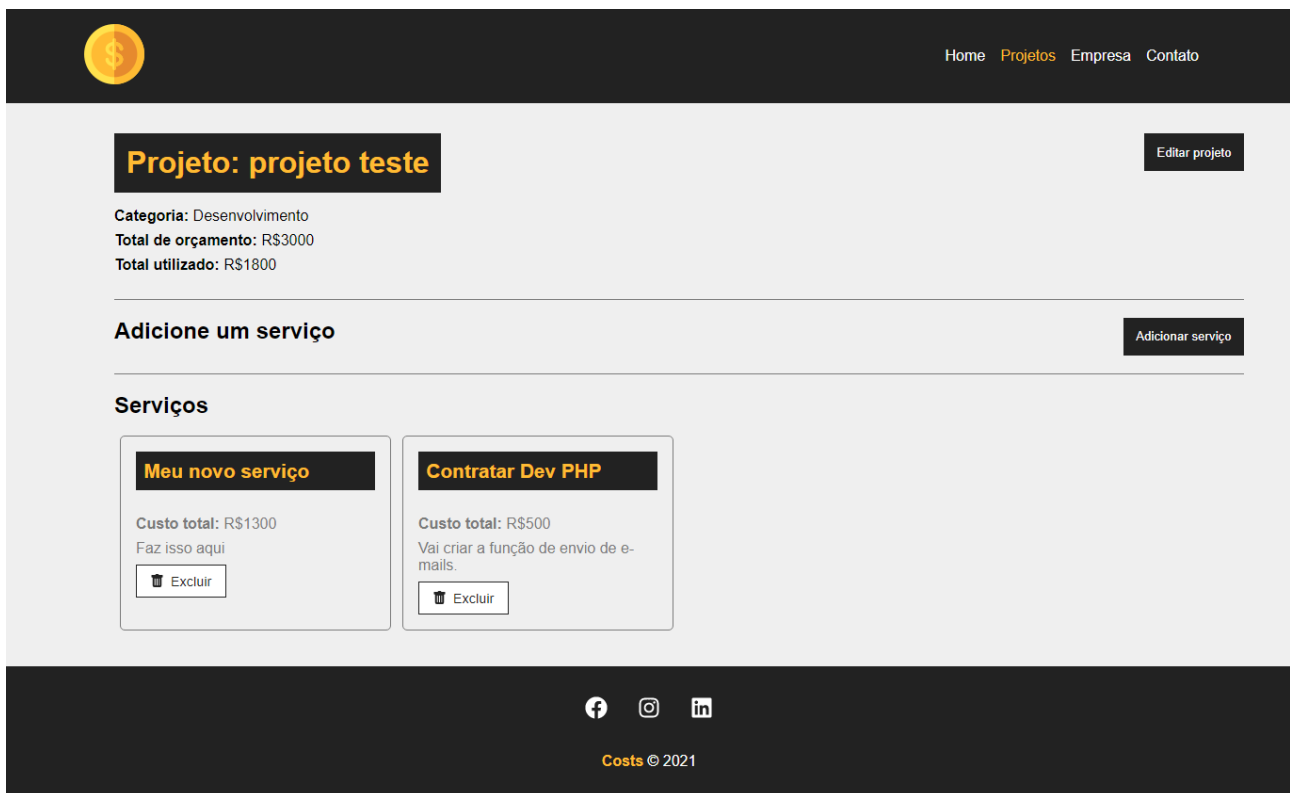 $
Home Projetos Empresa Contato
Projeto: projeto teste
Editar projeto
Categoria: Desenvolvimento
Total de orçamento: R$3000
Total utilizado: R$1800
Adicione um serviço
Adicionar serviço
Serviços
Meu novo serviço
Custo total: R$1300
Faz isso aqui
Excluir
Contratar Dev PHP
Custo total: R$500
Vai criar a função de envio de e-
mails.
Excluir
in
Costs © 2021